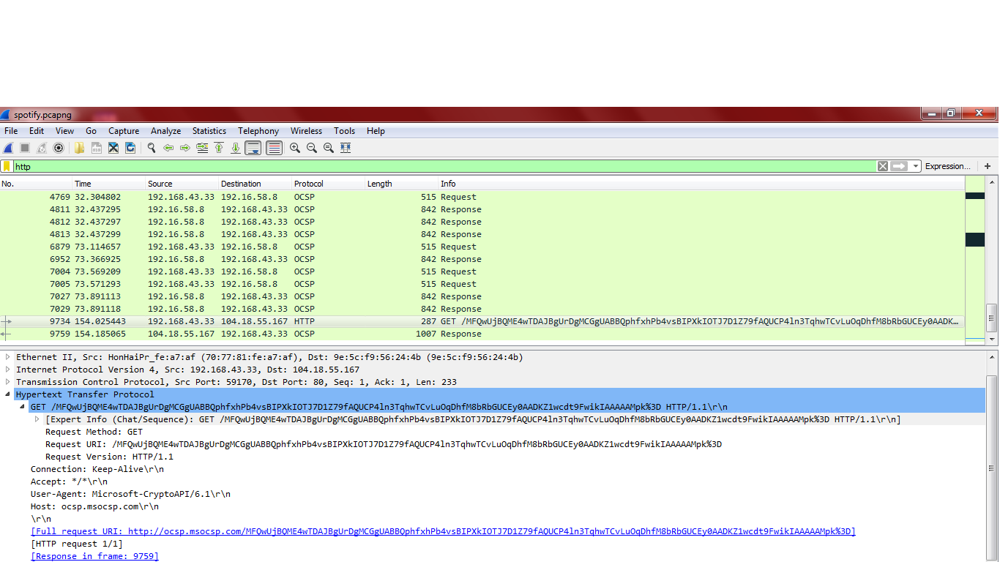 spotify.pcapng
File Edit View Go Capture Analyze Statistics Telephony Wireless Tools Help
http Expression... +
No. Time Source Destination Protocol Length Info
4769 32.304802 192.168.43.33 192.16.58.8 OCSP 515 Request
4811 32.437295 192.16.58.8 192.168.43.33 OCSP 842 Response
4812 32.437297 192.16.58.8 192.168.43.33 OCSP 842 Response
4813 32.437299 192.16.58.8 192.168.43.33 OCSP 842 Response
6879 73.114657 192.168.43.33 192.16.58.8 OCSP 515 Request
6952 73.366925 192.16.58.8 192.168.43.33 OCSP 842 Response
7004 73.569209 192.168.43.33 192.16.58.8 OCSP 515 Request
7005 73.571293 192.168.43.33 192.16.58.8 OCSP 515 Request
7027 73.891113 192.16.58.8 192.168.43.33 OCSP 842 Response
7029 73.891118 192.16.58.8 192.168.43.33 OCSP 842 Response
9734 154.025443 192.168.43.33 104.18.55.167 HTTP 287 GET /MFQwUjBQME4wTDAJBgUrDgMCGgUABBQphfxhPb4vsBIPXkIOTJ7D1Z79fAQUCP4ln3TqhwTCvLuOqDhfM8bRbGUCEy0AADK…
9759 154.185065 104.18.55.167 192.168.43.33 OCSP 1007 Response
Ethernet II, Src: HonHaiPr_fe:a7:af (70:77:81:fe:a7:af), Dst: 9e:5c:f9:56:24:4b (9e:5c:f9:56:24:4b)
Internet Protocol Version 4, Src: 192.168.43.33, Dst: 104.18.55.167
Transmission Control Protocol, Src Port: 59170, Dst Port: 80, Seq: 1, Ack: 1, Len: 233
Hypertext Transfer Protocol
GET /MFQwUjBQME4wTDAJBgUrDgMCGgUABBQphfxhPb4vsBIPXkIOTJ7D1Z79fAQUCP4ln3TqhwTCvLuOqDhfM8bRbGUCEy0AADKZ1wcdt9FwikIAAAAAMpk%3D HTTP/1.1\r\n
[Expert Info (Chat/Sequence): GET /MFQwUjBQME4wTDAJBgUrDgMCGgUABBQphfxhPb4vsBIPXkIOTJ7D1Z79fAQUCP4ln3TqhwTCvLuOqDhfM8bRbGUCEy0AADKZ1wcdt9FwikIAAAAAMpk%3D HTTP/1.1\r\n]
Request Method: GET
Request URI: /MFQwUjBQME4wTDAJBgUrDgMCGgUABBQphfxhPb4vsBIPXkIOTJ7D1Z79fAQUCP4ln3TqhwTCvLuOqDhfM8bRbGUCEy0AADKZ1wcdt9FwikIAAAAAMpk%3D
Request Version: HTTP/1.1
Connection: Keep-Alive\r\n
Accept: */*\r\n
User-Agent: Microsoft-CryptoAPI/6.1\r\n
Host: ocsp.msocsp.com\r\n
\r\n
[Full request URI: http://ocsp.msocsp.com/MFQwUjBQME4wTDAJBgUrDgMCGgUABBQphfxhPb4vsBIPXkIOTJ7D1Z79fAQUCP4ln3TqhwTCvLuOqDhfM8bRbGUCEy0AADKZ1wcdt9FwikIAAAAAMpk%3D]
[HTTP request 1/1]
[Response in frame: 9759]